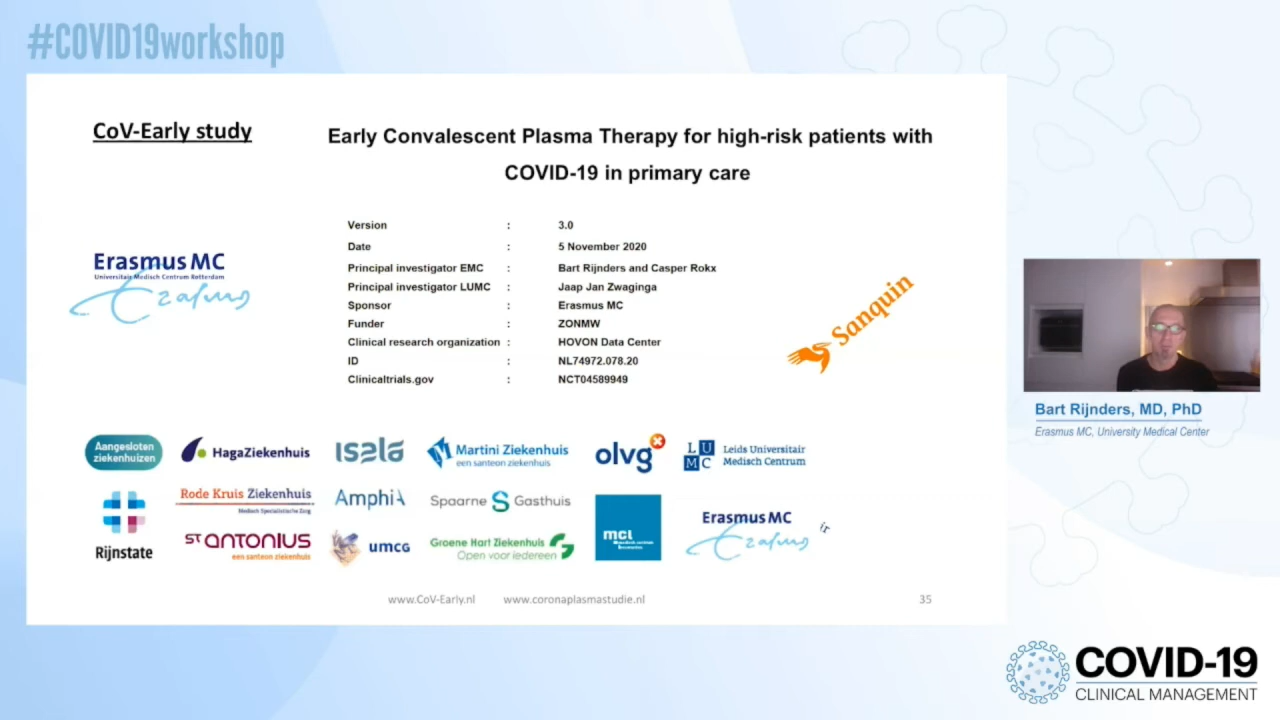 #COVID19workshop
CoV-Early study
Early Convalescent Plasma Therapy for high-risk patients with
COVID-19 in primary care
Version : 3.0
Date : 5 November 2020
Principal investigator EMC : Bart Rijnders and Casper Rokx
Principal investigator LUMC : Jaap Jan Zwaginga
Sponsor : Erasmus MC
Funder : ZONMW
Clinical research organization : HOVON Data Center
ID : NL74972.078.20
Clinicaltrials.gov : NCT04589949
Erasmus MC
Universitair Medisch Centrum Rotterdam
Erasmus
Sanquin
Bart Rijnders, MD, PhD
Erasmus MC, University Medical Center
Aangesloten
ziekenhuizen
HagaZiekenhuis
Isala
Martini Ziekenhuis
een santeon ziekenhuis
olvg
LUMC
Leids Universitair
Medisch Centrum
Rijnstate
Rode Kruis Ziekenhuis
Medisch Specialistische Zorg
Amphia
Spaarne Gasthuis
mcl
Erasmus MC
Erasmus
ST antonius
een santeon ziekenhuis
umcg
Groene Hart Ziekenhuis
Open voor iedereen
www.CoV-Early.nl www.coronaplasmastudie.nl
35
COVID-19
CLINICAL MANAGEMENT